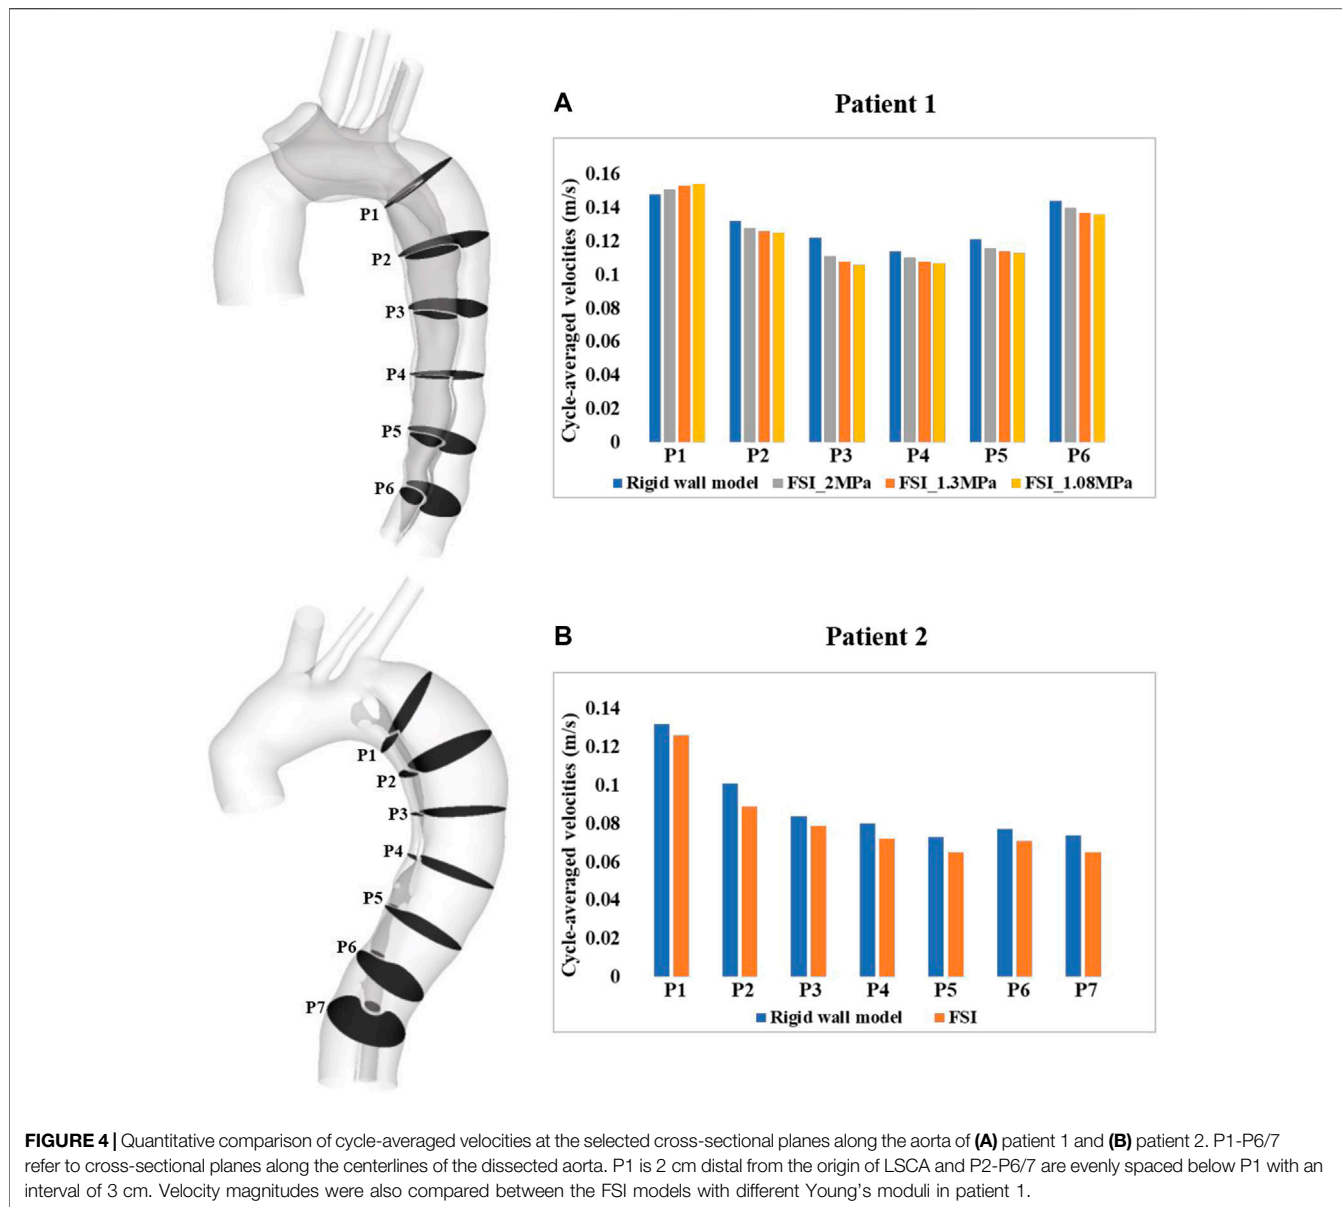 A
Patient 1
P1
P2
P3
P4
P5
P6
Cycle-averaged velocities (m/s)
0.16
0.14
0.12
0.1
0.08
0.06
0.04
0.02
0
P1 P2 P3 P4 P5 P6
Rigid wall model FSI_2MPa FSI_1.3MPa FSI_1.08MPa
B
Patient 2
P1
P2
P3
P4
P5
P6
P7
Cycle-averaged velocities (m/s)
0.14
0.12
0.1
0.08
0.06
0.04
0.02
0
P1 P2 P3 P4 P5 P6 P7
Rigid wall model FSI
FIGURE 4 | Quantitative comparison of cycle-averaged velocities at the selected cross-sectional planes along the aorta of (A) patient 1 and (B) patient 2. P1-P6/7
refer to cross-sectional planes along the centerlines of the dissected aorta. P1 is 2 cm distal from the origin of LSCA and P2-P6/7 are evenly spaced below P1 with an
interval of 3 cm. Velocity magnitudes were also compared between the FSI models with different Young's moduli in patient 1.